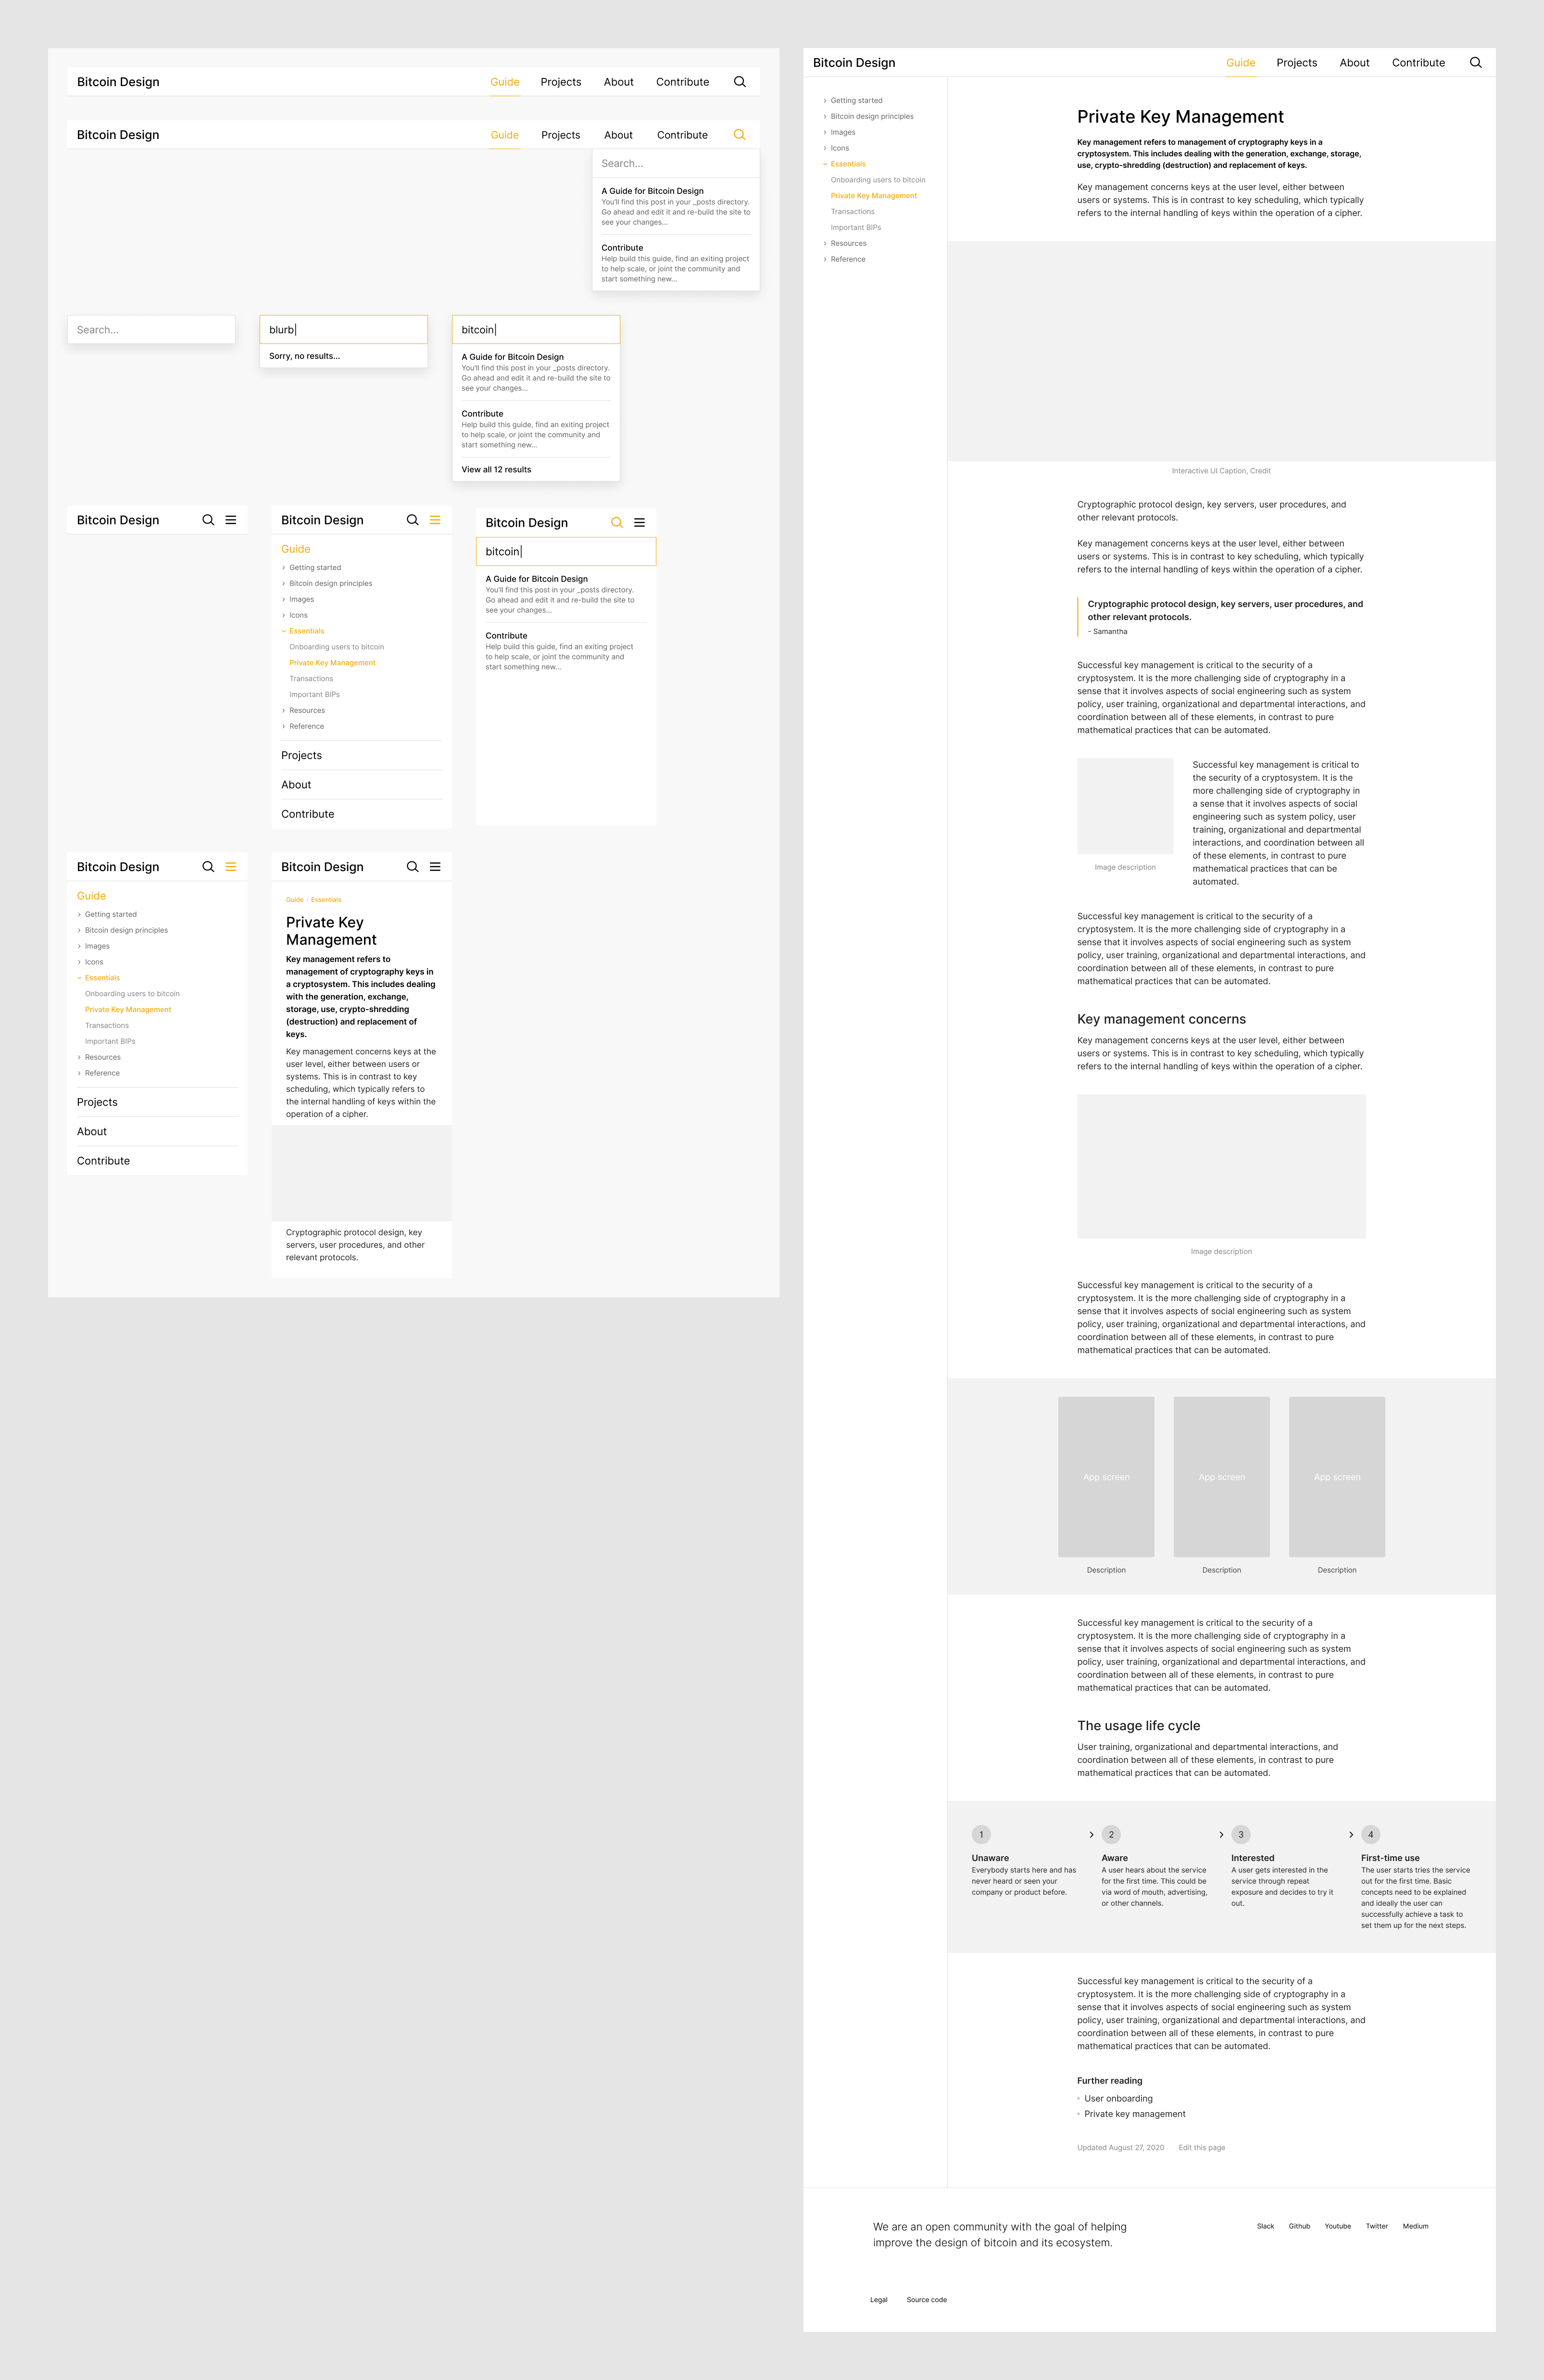 Bitcoin Design
Guide Projects About Contribute
Bitcoin Design
Guide Projects About Contribute
Search...
A Guide for Bitcoin Design
You'll find this post in your _posts directory.
Go ahead and edit it and re-build the site to
see your changes...
Contribute
Help build this guide, find an exiting project
to help scale, or joint the community and
start something new...
Search...
blurb|
Sorry, no results...
bitcoin|
A Guide for Bitcoin Design
You'll find this post in your _posts directory.
Go ahead and edit it and re-build the site to
see your changes...
Contribute
Help build this guide, find an exiting project
to help scale, or joint the community and
start something new...
View all 12 results
Bitcoin Design
Bitcoin Design
Guide
Getting started
Bitcoin design principles
Images
Icons
Essentials
Onboarding users to bitcoin
Private Key Management
Transactions
Important BIPs
Resources
Reference
Projects
About
Contribute
Bitcoin Design
bitcoin|
A Guide for Bitcoin Design
You'll find this post in your _posts directory.
Go ahead and edit it and re-build the site to
see your changes...
Contribute
Help build this guide, find an exiting project
to help scale, or joint the community and
start something new...
Bitcoin Design
Guide
Getting started
Bitcoin design principles
Images
Icons
Essentials
Onboarding users to bitcoin
Private Key Management
Transactions
Important BIPs
Resources
Reference
Projects
About
Contribute
Bitcoin Design
Guide / Essentials
Private Key
Management
Key management refers to
management of cryptography keys in
a cryptosystem. This includes dealing
with the generation, exchange,
storage, use, crypto-shredding
(destruction) and replacement of
keys.
Key management concerns keys at the
user level, either between users or
systems. This is in contrast to key
scheduling, which typically refers to
the internal handling of keys within the
operation of a cipher.
Cryptographic protocol design, key
servers, user procedures, and other
relevant protocols.
Bitcoin Design
Guide Projects About Contribute
Getting started
Bitcoin design principles
Images
Icons
Essentials
Onboarding users to bitcoin
Private Key Management
Transactions
Important BIPs
Resources
Reference
Private Key Management
Key management refers to management of cryptography keys in a
cryptosystem. This includes dealing with the generation, exchange, storage,
use, crypto-shredding (destruction) and replacement of keys.
Key management concerns keys at the user level, either between
users or systems. This is in contrast to key scheduling, which typically
refers to the internal handling of keys within the operation of a cipher.
Interactive UI Caption, Credit
Cryptographic protocol design, key servers, user procedures, and
other relevant protocols.
Key management concerns keys at the user level, either between
users or systems. This is in contrast to key scheduling, which typically
refers to the internal handling of keys within the operation of a cipher.
Cryptographic protocol design, key servers, user procedures, and
other relevant protocols.
- Samantha
Successful key management is critical to the security of a
cryptosystem. It is the more challenging side of cryptography in a
sense that it involves aspects of social engineering such as system
policy, user training, organizational and departmental interactions, and
coordination between all of these elements, in contrast to pure
mathematical practices that can be automated.
Image description
Successful key management is critical to
the security of a cryptosystem. It is the
more challenging side of cryptography in
a sense that it involves aspects of social
engineering such as system policy, user
training, organizational and departmental
interactions, and coordination between all
of these elements, in contrast to pure
mathematical practices that can be
automated.
Successful key management is critical to the security of a
cryptosystem. It is the more challenging side of cryptography in a
sense that it involves aspects of social engineering such as system
policy, user training, organizational and departmental interactions, and
coordination between all of these elements, in contrast to pure
mathematical practices that can be automated.
Key management concerns
Key management concerns keys at the user level, either between
users or systems. This is in contrast to key scheduling, which typically
refers to the internal handling of keys within the operation of a cipher.
Image description
Successful key management is critical to the security of a
cryptosystem. It is the more challenging side of cryptography in a
sense that it involves aspects of social engineering such as system
policy, user training, organizational and departmental interactions, and
coordination between all of these elements, in contrast to pure
mathematical practices that can be automated.
App screen App screen App screen
Description Description Description
Successful key management is critical to the security of a
cryptosystem. It is the more challenging side of cryptography in a
sense that it involves aspects of social engineering such as system
policy, user training, organizational and departmental interactions, and
coordination between all of these elements, in contrast to pure
mathematical practices that can be automated.
The usage life cycle
User training, organizational and departmental interactions, and
coordination between all of these elements, in contrast to pure
mathematical practices that can be automated.
1
Unaware
Everybody starts here and has
never heard or seen your
company or product before.
2
Aware
A user hears about the service
for the first time. This could be
via word of mouth, advertising,
or other channels.
3
Interested
A user gets interested in the
service through repeat
exposure and decides to try it
out.
4
First-time use
The user starts tries the service
out for the first time. Basic
concepts need to be explained
and ideally the user can
successfully achieve a task to
set them up for the next steps.
Successful key management is critical to the security of a
cryptosystem. It is the more challenging side of cryptography in a
sense that it involves aspects of social engineering such as system
policy, user training, organizational and departmental interactions, and
coordination between all of these elements, in contrast to pure
mathematical practices that can be automated.
Further reading
User onboarding
Private key management
Updated August 27, 2020 Edit this page
We are an open community with the goal of helping
improve the design of bitcoin and its ecosystem.
Slack Github Youtube Twitter Medium
Legal Source code